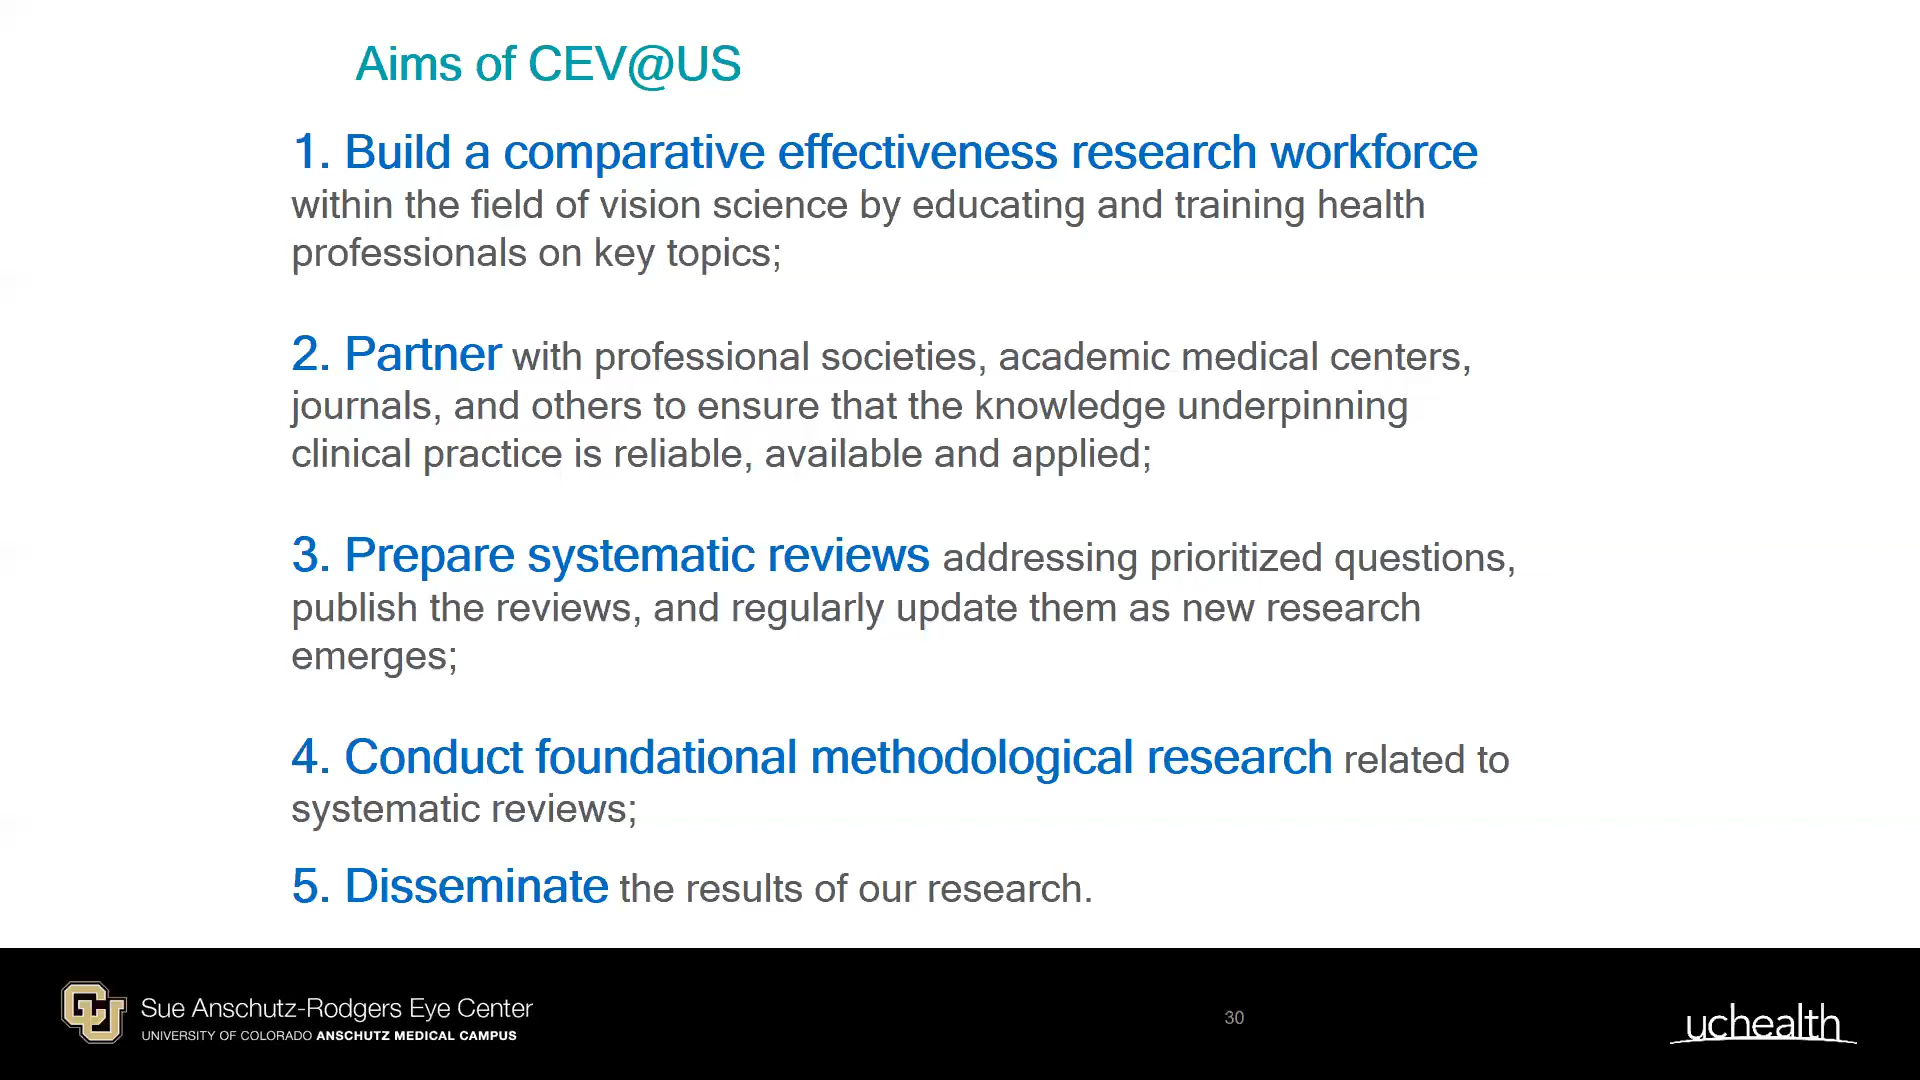 Aims of CEV@US
1. Build a comparative effectiveness research workforce
within the field of vision science by educating and training health
professionals on key topics;
2. Partner with professional societies, academic medical centers,
journals, and others to ensure that the knowledge underpinning
clinical practice is reliable, available and applied;
3. Prepare systematic reviews addressing prioritized questions,
publish the reviews, and regularly update them as new research
emerges;
4. Conduct foundational methodological research related to
systematic reviews;
5. Disseminate the results of our research.
CU
Sue Anschutz-Rodgers Eye Center
UNIVERSITY OF COLORADO ANSCHUTZ MEDICAL CAMPUS
30
uchealth